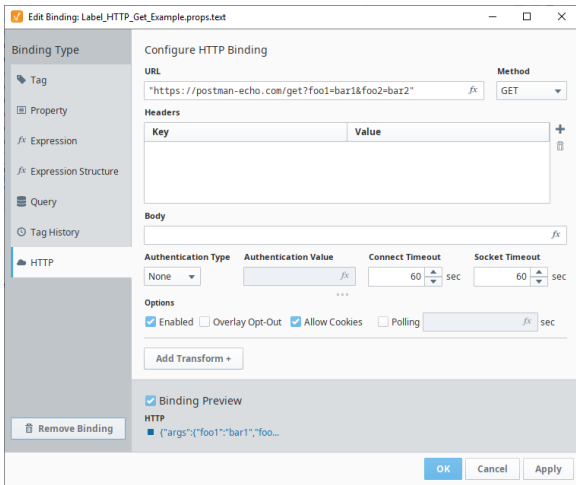 Edit Binding: Label_HTTP_Get_Example.props.text
Binding Type
Tag
Property
fx Expression
fx Expression Structure
Query
Tag History
HTTP
Remove Binding
Configure HTTP Binding
URL Method
"https://postman-echo.com/get?foo1=bar1&foo2=bar2" fx GET
Headers
Key Value
Body
fx
Authentication Type Authentication Value Connect Timeout Socket Timeout
None fx 60 sec 60 sec
Options
Enabled Overlay Opt-Out Allow Cookies Polling fx sec
Add Transform +
Binding Preview
HTTP
{"args":{"foo1":"bar1","foo...
OK Cancel Apply